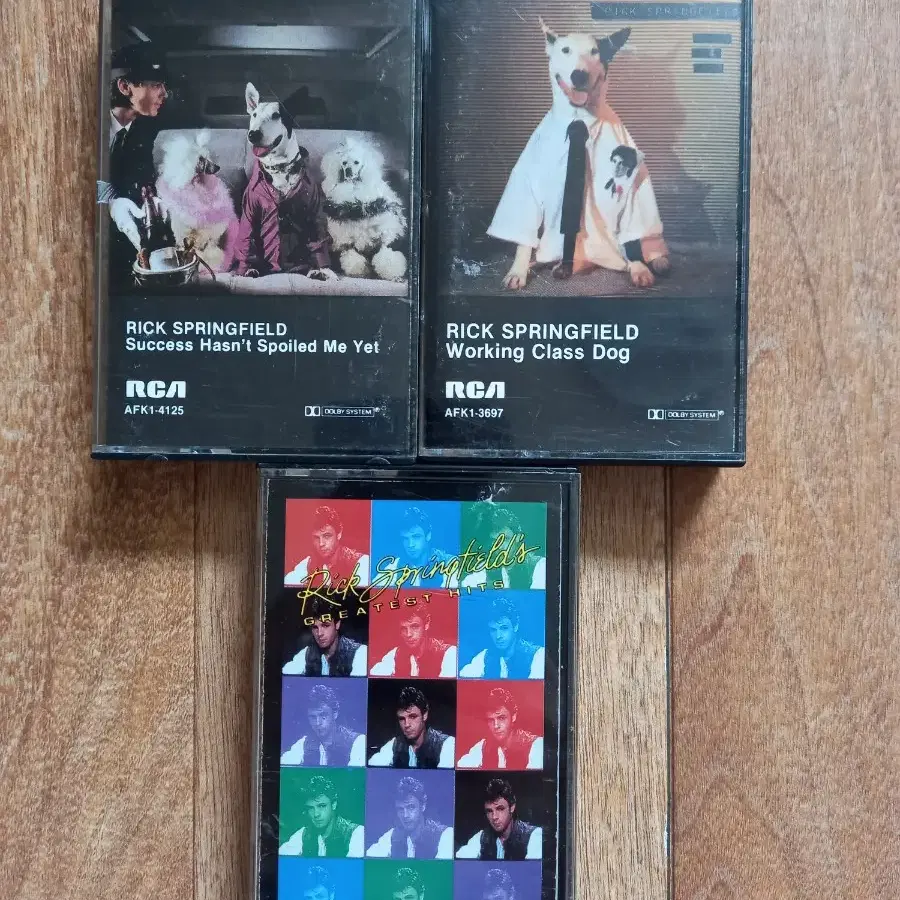 RICK SPRINGFIELD
Success Hasn't Spoiled Me Yet
RCA
AFK1-4125
DOLBY SYSTEM
RICK SPRINGFIELD
RICK SPRINGFIELD
Working Class Dog
RCA
AFK1-3697
DOLBY SYSTEM
Rick Springfield's
GREATEST HITS